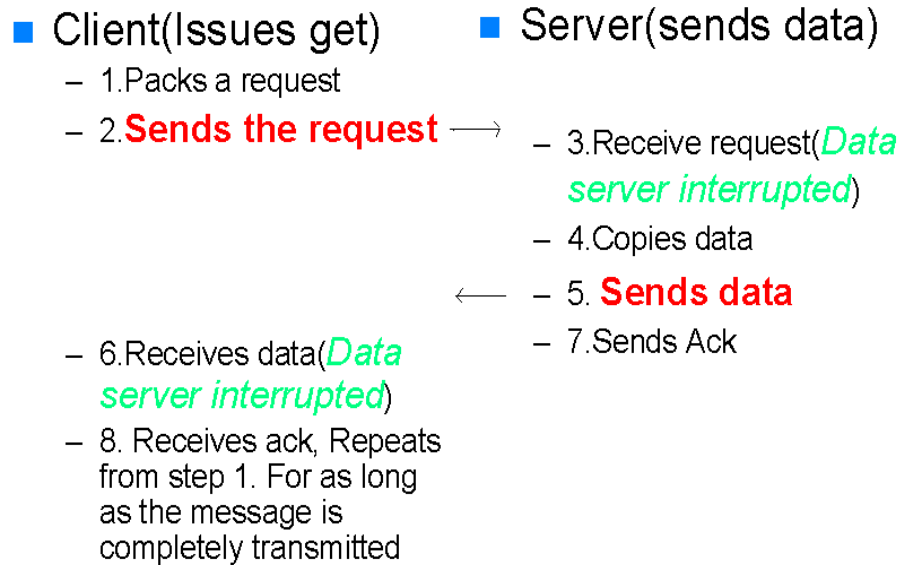 Client(Issues get)
– 1.Packs a request
– 2.Sends the request
Server(sends data)
– 3.Receive request(Data
server interrupted)
– 4.Copies data
– 5. Sends data
– 7.Sends Ack
– 6.Receives data(Data
server interrupted)
– 8. Receives ack, Repeats
from step 1. For as long
as the message is
completely transmitted